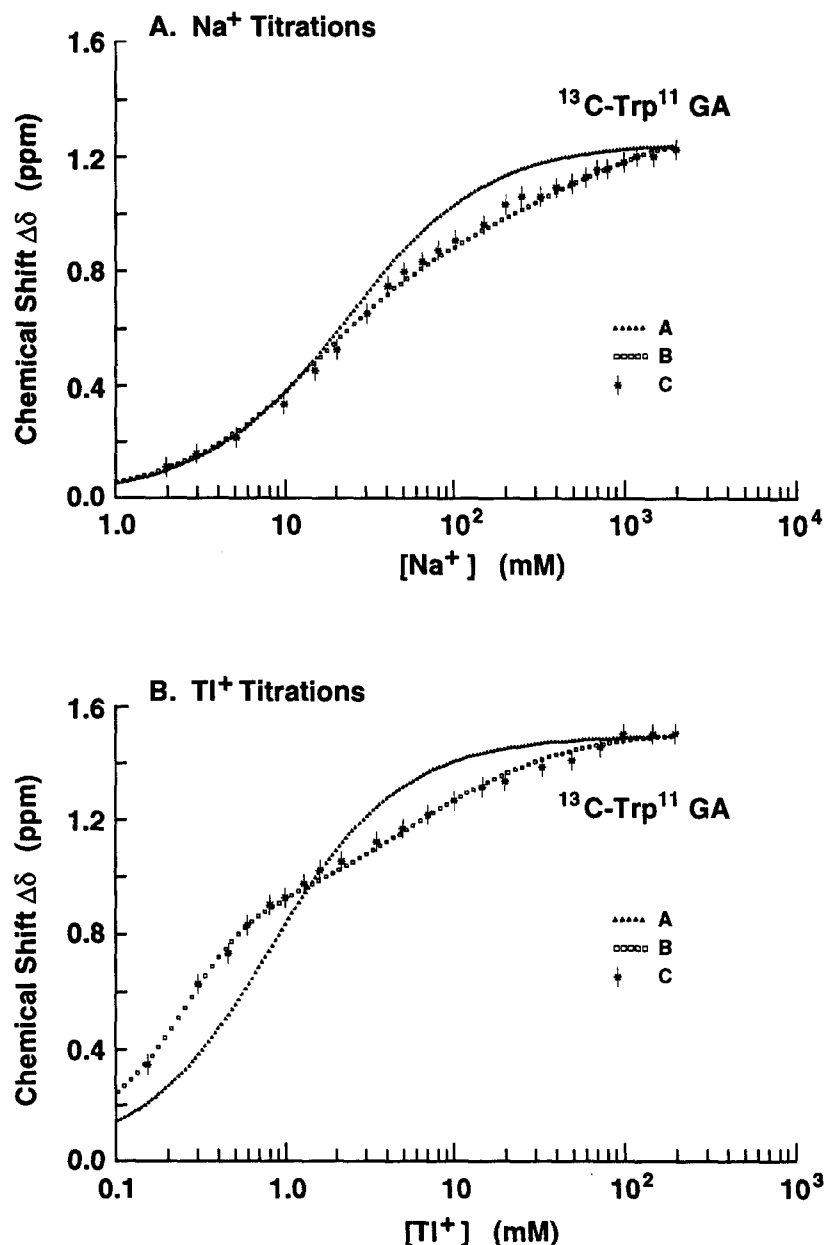 A. Na⁺ Titrations
¹³C-Trp¹¹ GA
Chemical Shift Δδ (ppm)
1.6
1.2
0.8
0.4
0.0
A
B
C
1.0 10 10² 10³ 10⁴
[Na⁺] (mM)
B. Tl⁺ Titrations
¹³C-Trp¹¹ GA
Chemical Shift Δδ (ppm)
1.6
1.2
0.8
0.4
0.0
A
B
C
0.1 1.0 10 10² 10³
[Tl⁺] (mM)